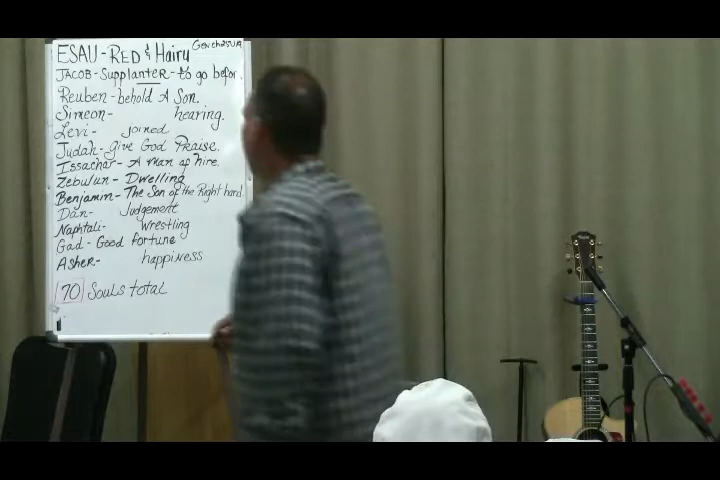 ESAU - RED & Hairy
JACOB - Supplanter - to go befor.
Reuben - behold A Son.
Simeon - hearing.
Levi - joined
Judah - give God Praise.
Issachar - A man of hire.
Zebulun - Dwelling
Benjamin - The Son of the Right hand.
Dan - Judgement
Naphtali - Wrestling
Gad - Good fortune
Asher - happiness
70 Souls total